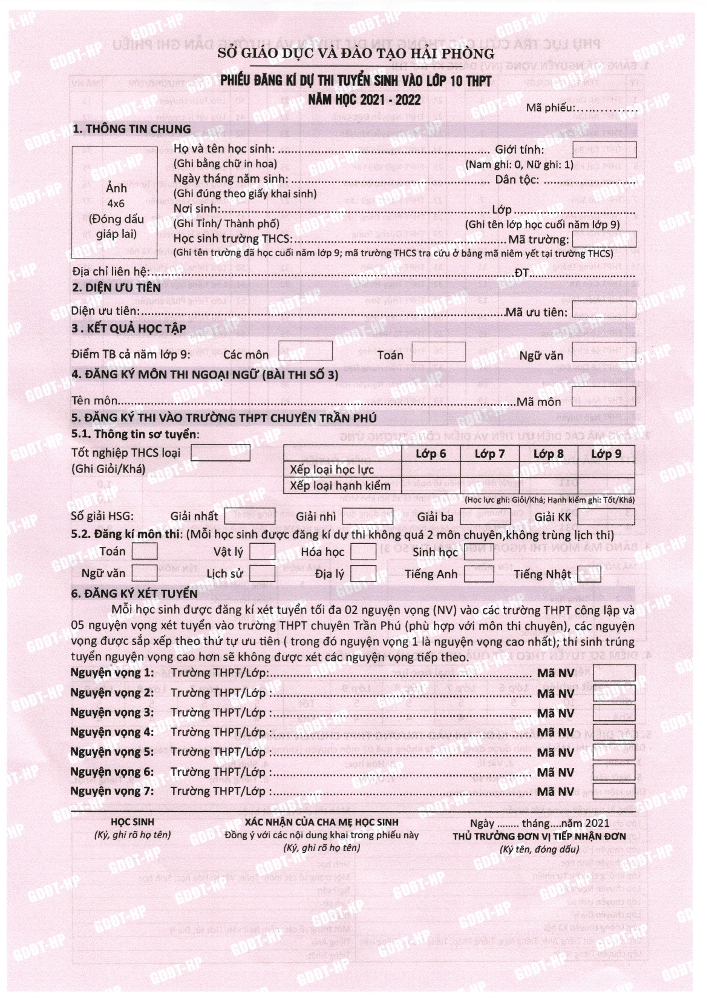 SỞ GIÁO DỤC VÀ ĐÀO TẠO HẢI PHÒNG
PHIẾU ĐĂNG KÍ DỰ THI TUYỂN SINH VÀO LỚP 10 THPT
NĂM HỌC 2021 - 2022
Mã phiếu:...............
1. THÔNG TIN CHUNG
Ảnh
4x6
(Đóng dấu
giáp lai)
Họ và tên học sinh: ........................................ Giới tính:
(Ghi bằng chữ in hoa) (Nam ghi: 0, Nữ ghi: 1)
Ngày tháng năm sinh: ........................................ Dân tộc: ....................
(Ghi đúng theo giấy khai sinh)
Nơi sinh:........................................Lớp ....................
(Ghi Tỉnh/ Thành phố) (Ghi tên lớp học cuối năm lớp 9)
Học sinh trường THCS:........................................ Mã trường:
(Ghi tên trường đã học cuối năm lớp 9; mã trường THCS tra cứu ở bảng mã niêm yết tại trường THCS)
Địa chỉ liên hệ:........................................ĐT....................
2. DIỆN ƯU TIÊN
Diện ưu tiên:........................................Mã ưu tiên:
3 . KẾT QUẢ HỌC TẬP
Điểm TB cả năm lớp 9: Các môn Toán Ngữ văn
4. ĐĂNG KÝ MÔN THI NGOẠI NGỮ (BÀI THI SỐ 3)
Tên môn........................................Mã môn
5. ĐĂNG KÝ THI VÀO TRƯỜNG THPT CHUYÊN TRẦN PHÚ
5.1. Thông tin sơ tuyển:
Tốt nghiệp THCS loại
(Ghi Giỏi/Khá)
Lớp 6 Lớp 7 Lớp 8 Lớp 9
Xếp loại học lực
Xếp loại hạnh kiểm
(Học lực ghi: Giỏi/Khá; Hạnh kiểm ghi: Tốt/Khá)
Số giải HSG: Giải nhất Giải nhì Giải ba Giải KK
5.2. Đăng kí môn thi: (Mỗi học sinh được đăng kí dự thi không quá 2 môn chuyên,không trùng lịch thi)
Toán Vật lý Hóa học Sinh học
Ngữ văn Lịch sử Địa lý Tiếng Anh Tiếng Nhật
6. ĐĂNG KÝ XÉT TUYỂN
Mỗi học sinh được đăng kí xét tuyển tối đa 02 nguyện vọng (NV) vào các trường THPT công lập và
05 nguyện vọng xét tuyển vào trường THPT chuyên Trần Phú (phù hợp với môn thi chuyên), các nguyện
vọng được sắp xếp theo thứ tự ưu tiên ( trong đó nguyện vọng 1 là nguyện vọng cao nhất); thí sinh trúng
tuyển nguyện vọng cao hơn sẽ không được xét các nguyện vọng tiếp theo.
Nguyện vọng 1: Trường THPT/Lớp:........................................ Mã NV
Nguyện vọng 2: Trường THPT/Lớp :........................................ Mã NV
Nguyện vọng 3: Trường THPT/Lớp :........................................ Mã NV
Nguyện vọng 4: Trường THPT/Lớp :........................................ Mã NV
Nguyện vọng 5: Trường THPT/Lớp :........................................ Mã NV
Nguyện vọng 6: Trường THPT/Lớp :........................................ Mã NV
Nguyện vọng 7: Trường THPT/Lớp :........................................ Mã NV
HỌC SINH
(Ký, ghi rõ họ tên)
XÁC NHẬN CỦA CHA MẸ HỌC SINH
Đồng ý với các nội dung khai trong phiếu này
(Ký, ghi rõ họ tên)
Ngày ........ tháng....năm 2021
THỦ TRƯỞNG ĐƠN VỊ TIẾP NHẬN ĐƠN
(Ký tên, đóng dấu)
GDĐT-HP